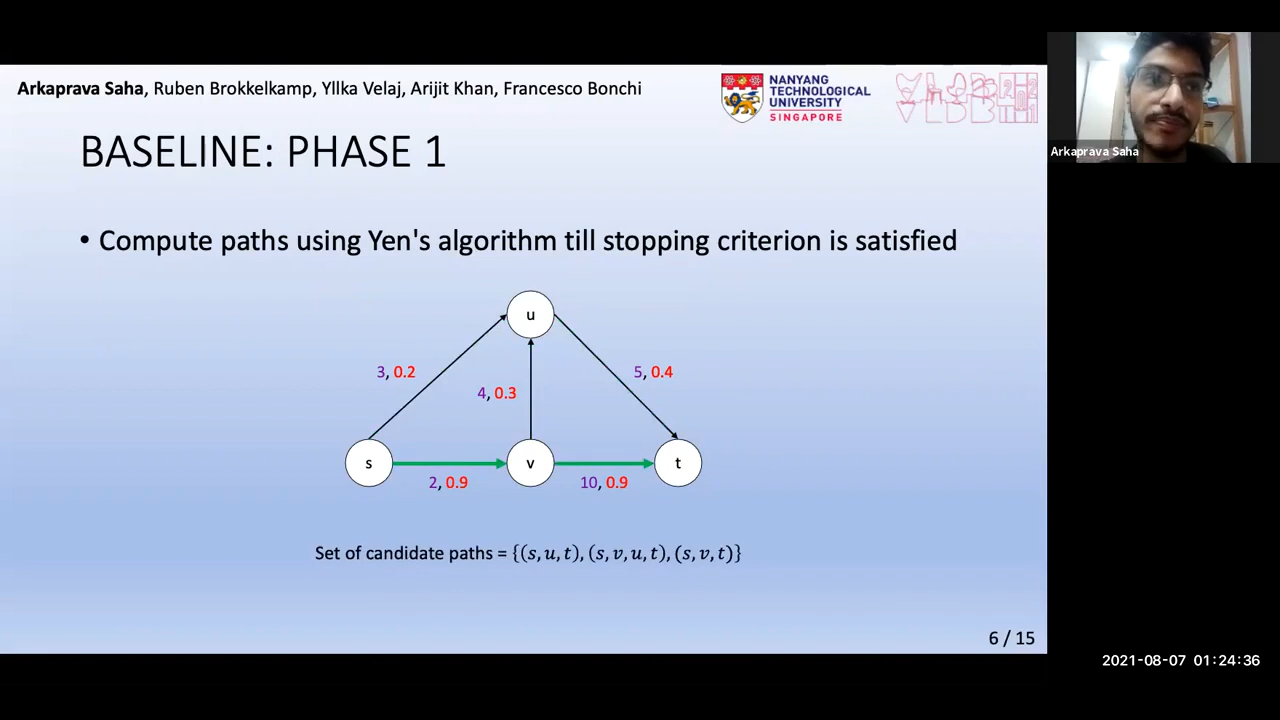 Arkaprava Saha, Ruben Brokkelkamp, Yllka Velaj, Arijit Khan, Francesco Bonchi
NANYANG
TECHNOLOGICAL
UNIVERSITY
SINGAPORE
VLDB
Arkaprava Saha
BASELINE: PHASE 1
• Compute paths using Yen's algorithm till stopping criterion is satisfied
u
3, 0.2
5, 0.4
4, 0.3
s
v
t
2, 0.9
10, 0.9
Set of candidate paths = {(s, u, t), (s, v, u, t), (s, v, t)}
6 / 15
2021-08-07 01:24:36